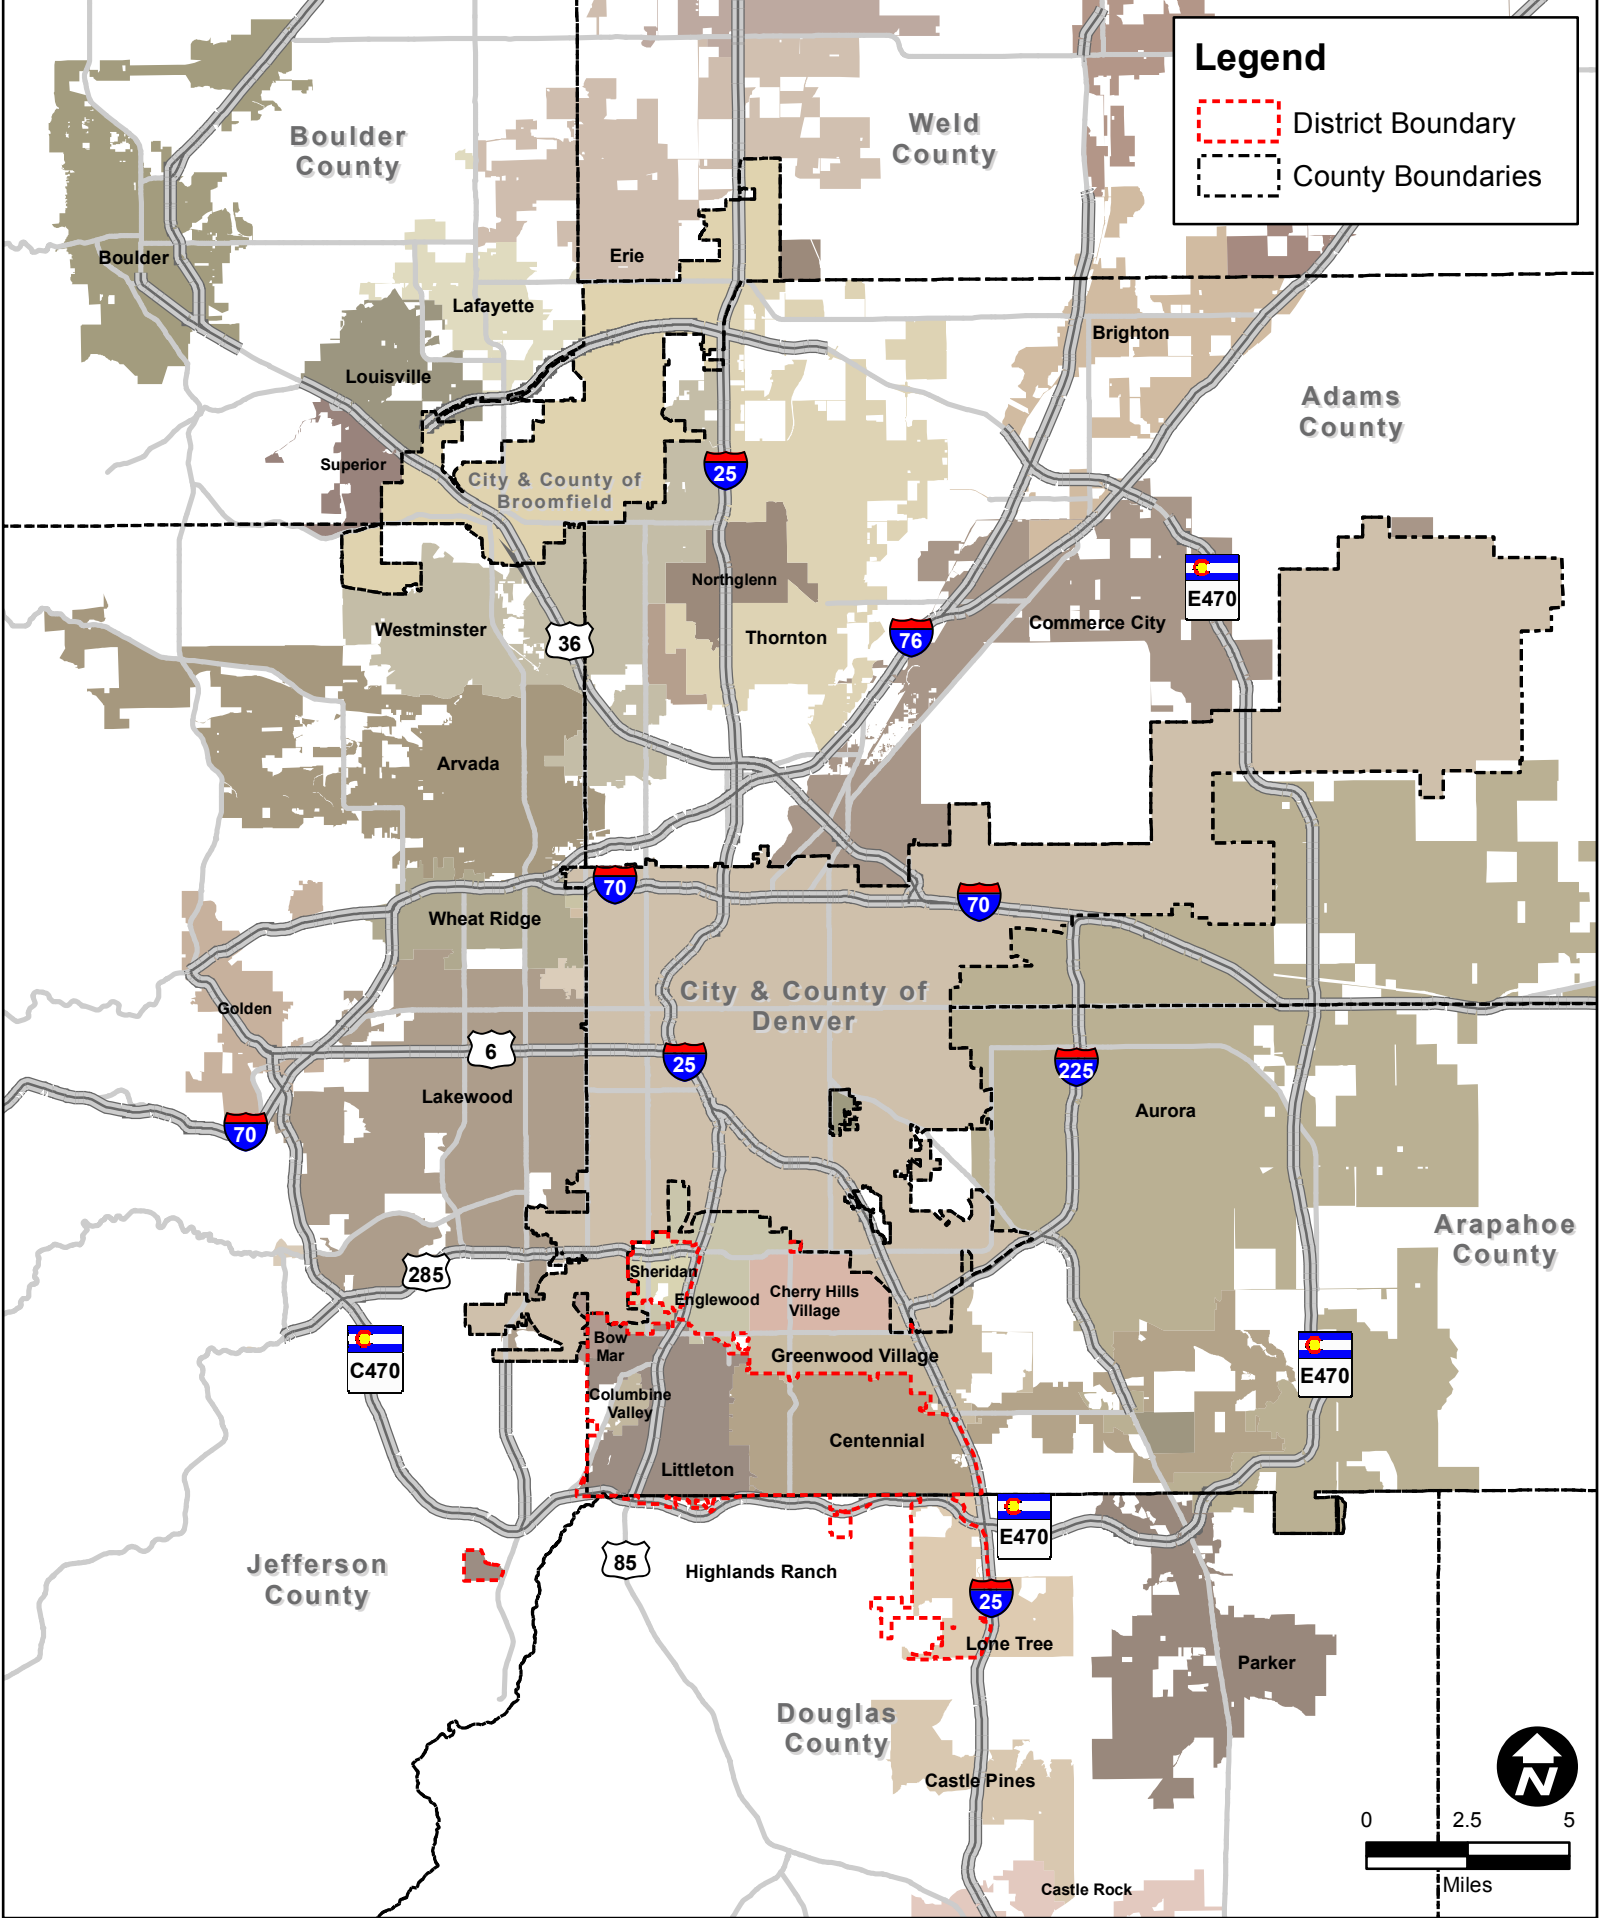 Legend
District Boundary
County Boundaries
Boulder
County
Weld
County
Boulder
Erie
Lafayette
Brighton
Louisville
Adams
County
Superior
City & County of
Broomfield
25
Northglenn
E470
Westminster
36
Thornton
76
Commerce City
Arvada
70
70
Wheat Ridge
City & County of
Denver
Golden
6
25
225
Lakewood
Aurora
70
Arapahoe
County
285
Sheridan
Englewood
Cherry Hills
Village
Bow
Mar
Greenwood Village
C470
E470
Columbine
Valley
Centennial
Littleton
E470
Jefferson
County
85
Highlands Ranch
25
Lone Tree
Parker
Douglas
County
Castle Pines
N
0 2.5 5
Miles
Castle Rock